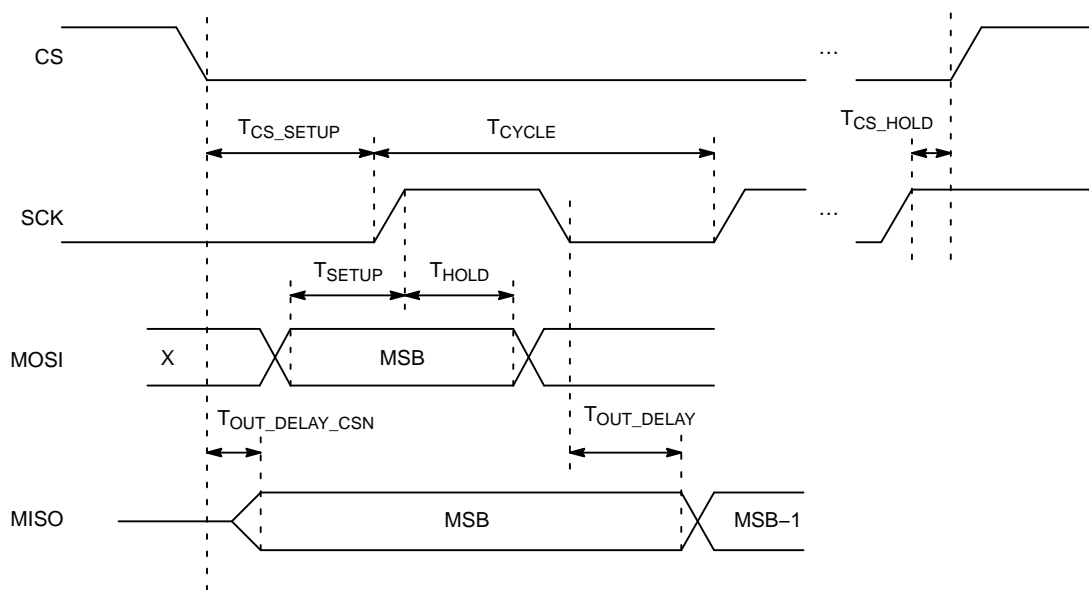 CS
...
T_CS_SETUP
T_CYCLE
T_CS_HOLD
SCK
...
T_SETUP
T_HOLD
MOSI
X
MSB
T_OUT_DELAY_CSN
T_OUT_DELAY
MISO
MSB
MSB–1